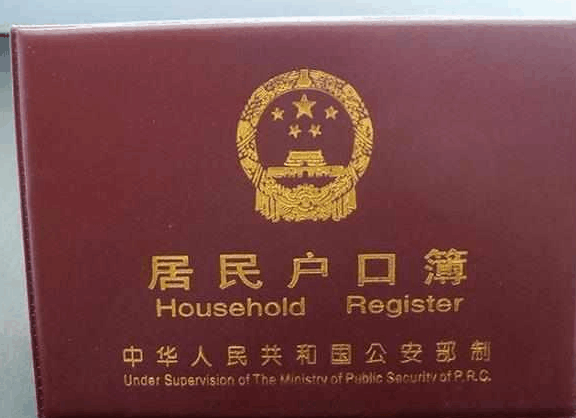 居民户口簿
Household Register
中华人民共和国公安部制
Under Supervision of The Ministry of Public Security of P.R.C.